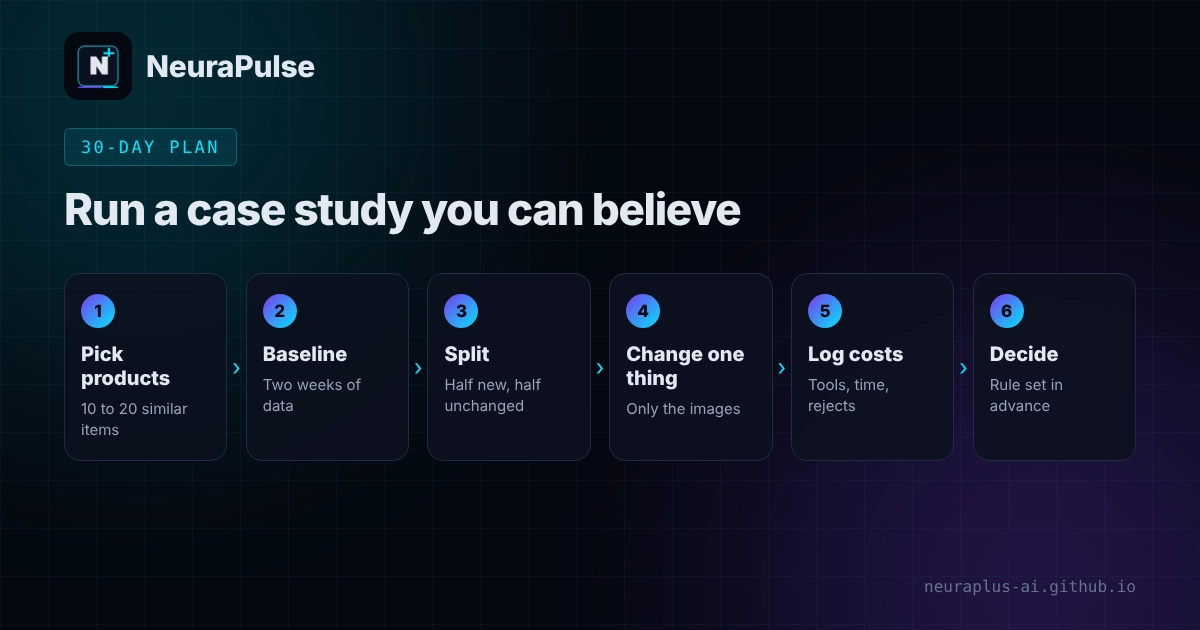 N+
NeuraPulse
30-DAY PLAN
Run a case study you can believe
1
Pick
products
10 to 20 similar
items
›
2
Baseline
Two weeks of
data
›
3
Split
Half new, half
unchanged
›
4
Change one
thing
Only the images
›
5
Log costs
Tools, time,
rejects
›
6
Decide
Rule set in
advance
neuraplus-ai.github.io